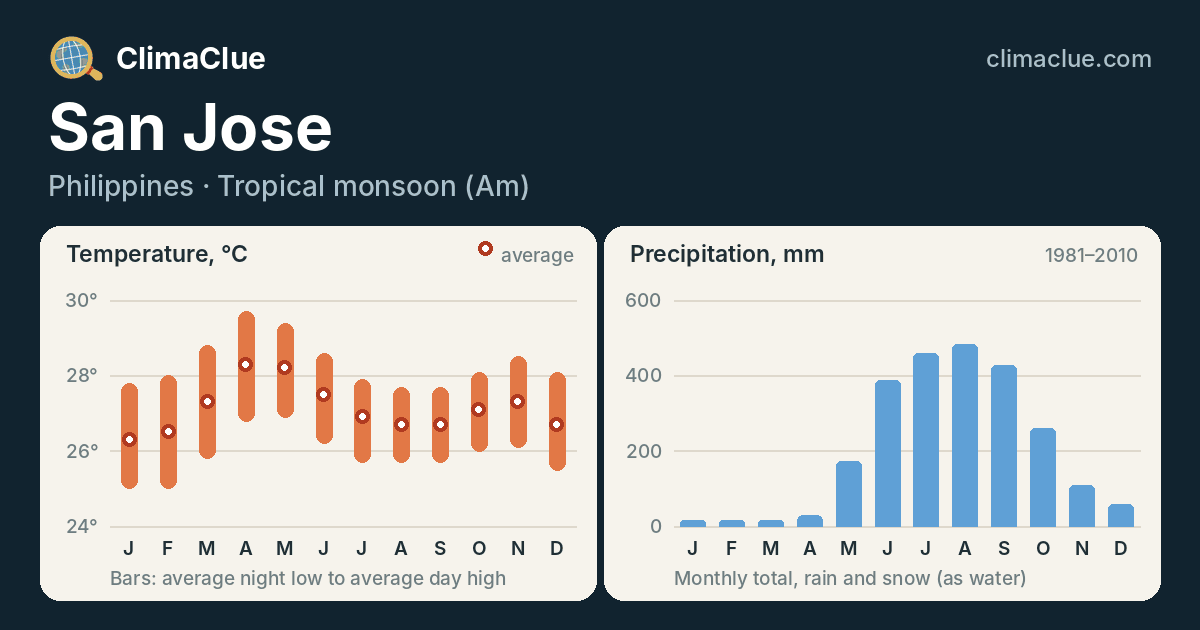 ClimaClue
climaclue.com
San Jose
Philippines · Tropical monsoon (Am)
Temperature, °C
average
30°
28°
26°
24°
J F M A M J J A S O N D
Bars: average night low to average day high
Precipitation, mm
1981–2010
600
400
200
0
J F M A M J J A S O N D
Monthly total, rain and snow (as water)